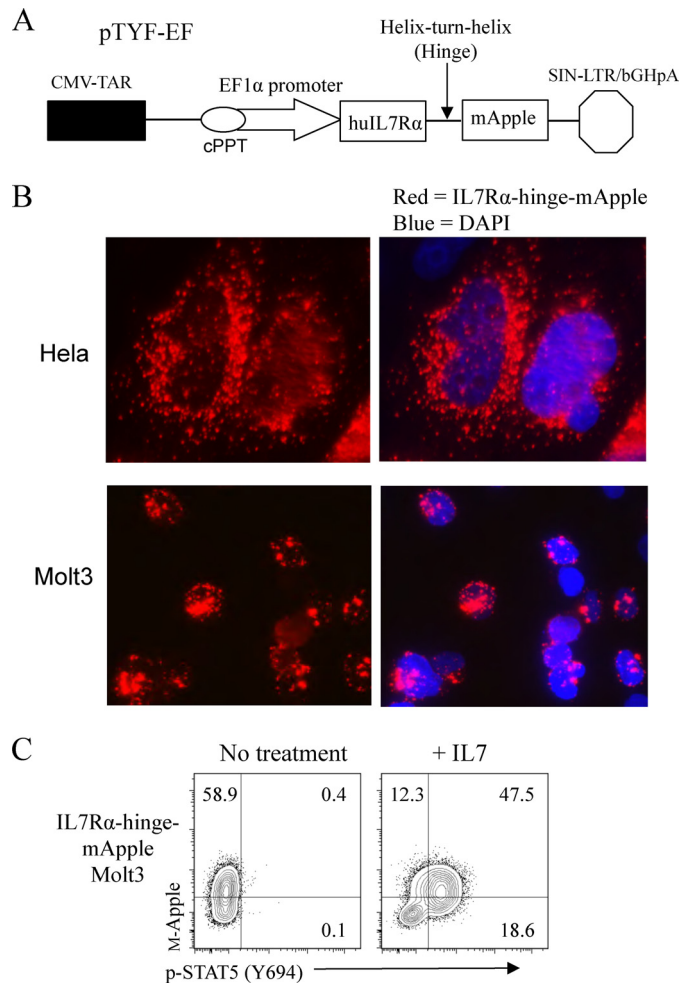 A
pTYF-EF
Helix-turn-helix
(Hinge)
CMV-TAR
EF1α promoter
SIN-LTR/bGHpA
huIL7Rα
mApple
cPPT
B
Red = IL7Rα-hinge-mApple
Blue = DAPI
Hela
Molt3
C
No treatment
+ IL7
IL7Rα-hinge-
mApple
Molt3
M-Apple
58.9
0.4
0.1
12.3
47.5
18.6
p-STAT5 (Y694)